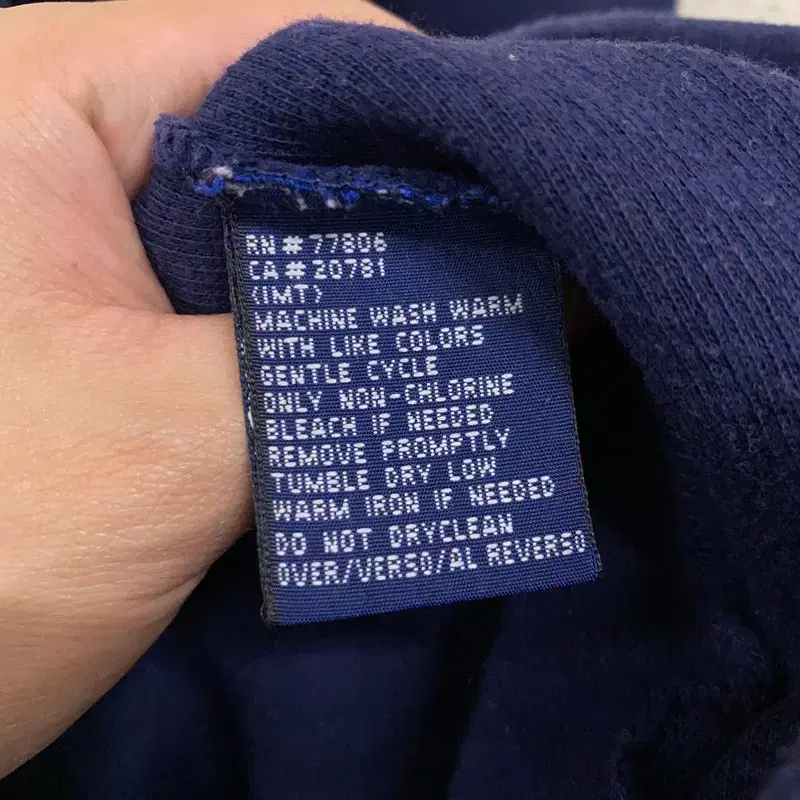 RN # 77806
CA # 20781
(IMT)
MACHINE WASH WARM
WITH LIKE COLORS
GENTLE CYCLE
ONLY NON-CHLORINE
BLEACH IF NEEDED
REMOVE PROMPTLY
TUMBLE DRY LOW
WARM IRON IF NEEDED
DO NOT DRYCLEAN
OVER/VERSO/AL REVERSO